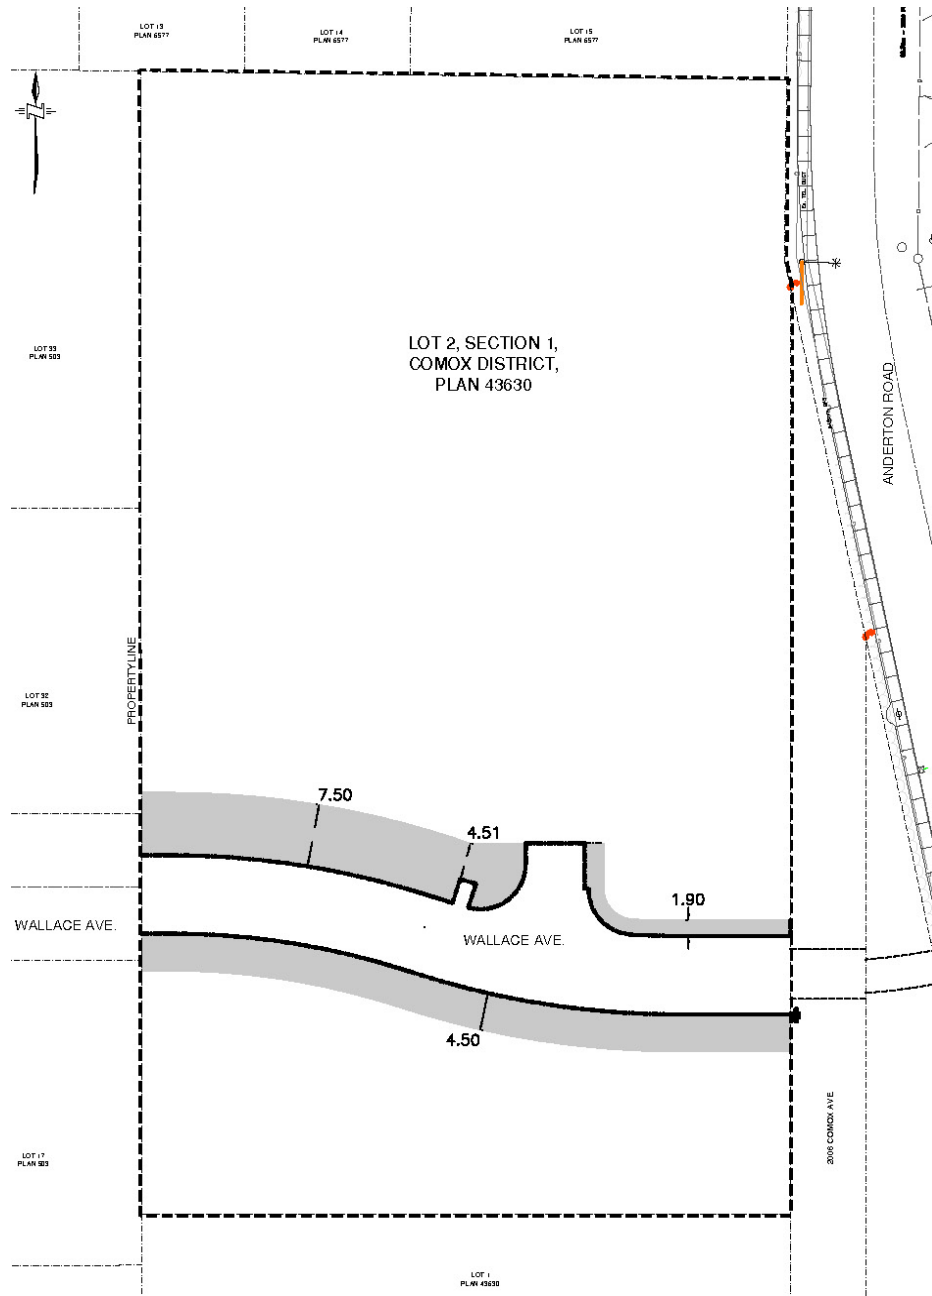 LOT 13
PLAN 6577
LOT 14
PLAN 6577
LOT 15
PLAN 6577
LOT 2, SECTION 1,
COMOX DISTRICT,
PLAN 43630
LOT 33
PLAN 503
ANDERTON ROAD
PROPERTYLINE
LOT 32
PLAN 503
7.50
4.51
1.90
WALLACE AVE.
WALLACE AVE.
4.50
2006 COMOX AVE
LOT 17
PLAN 503
LOT 1
PLAN 43630